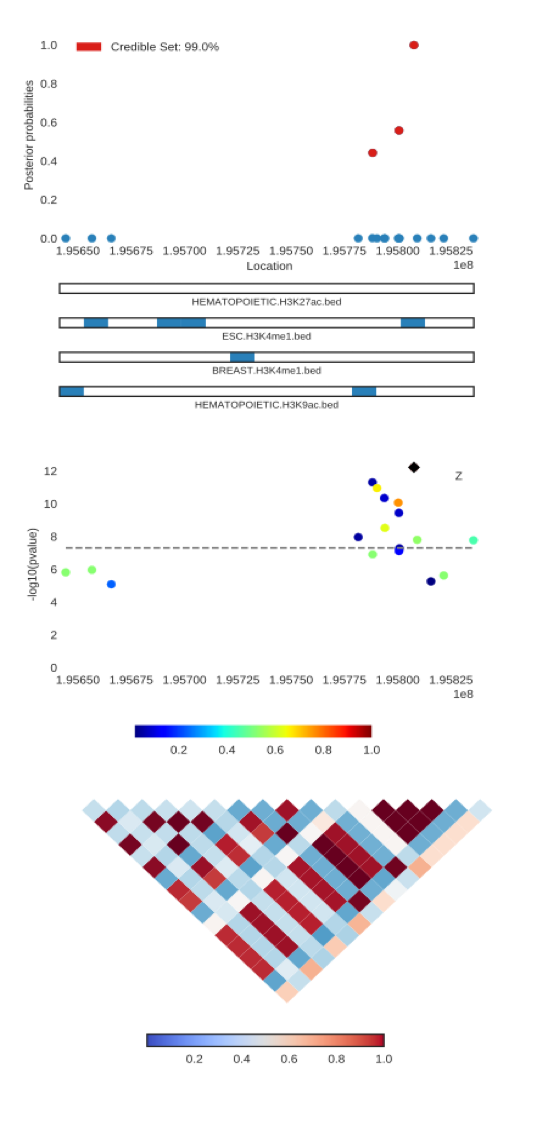 Credible Set: 99.0%
1.0
0.8
0.6
0.4
0.2
0.0
Posterior probabilities
1.95650 1.95675 1.95700 1.95725 1.95750 1.95775 1.95800 1.95825
1e8
Location
HEMATOPOIETIC.H3K27ac.bed
ESC.H3K4me1.bed
BREAST.H3K4me1.bed
HEMATOPOIETIC.H3K9ac.bed
12
10
8
6
4
2
0
-log10(pvalue)
Z
1.95650 1.95675 1.95700 1.95725 1.95750 1.95775 1.95800 1.95825
1e8
0.2 0.4 0.6 0.8 1.0
0.2 0.4 0.6 0.8 1.0